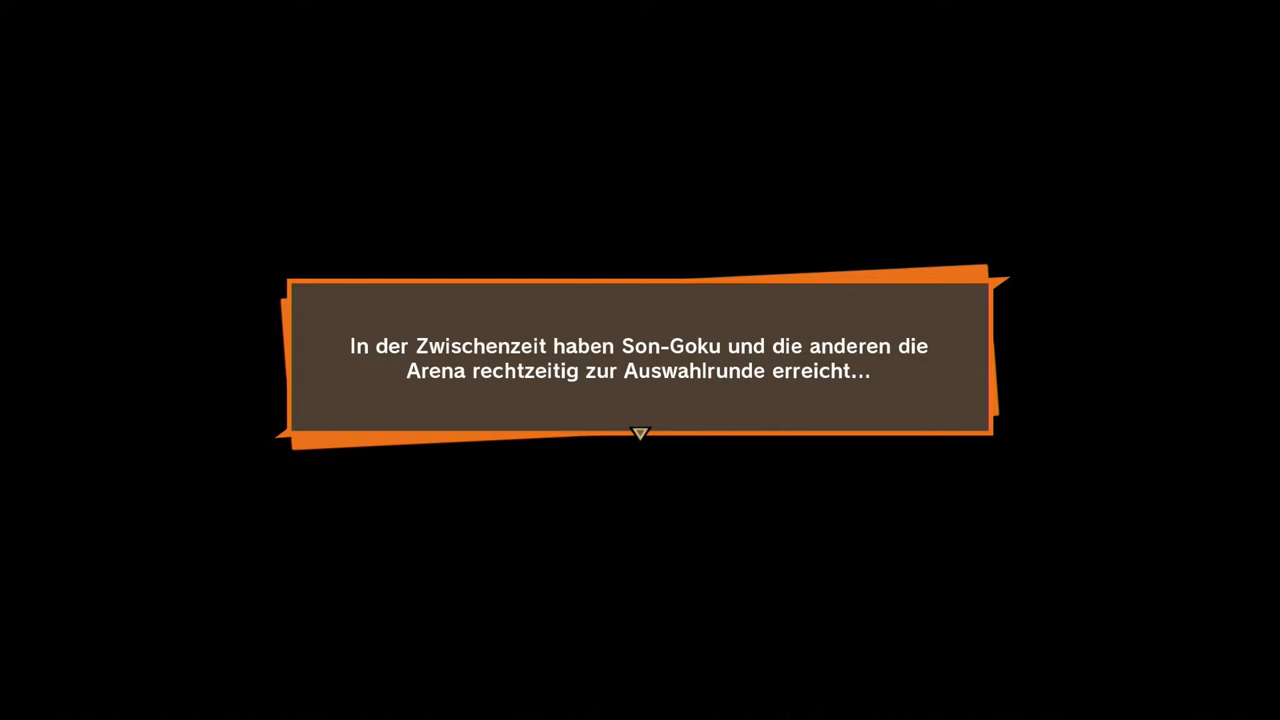 In der Zwischenzeit haben Son-Goku und die anderen die
Arena rechtzeitig zur Auswahlrunde erreicht...